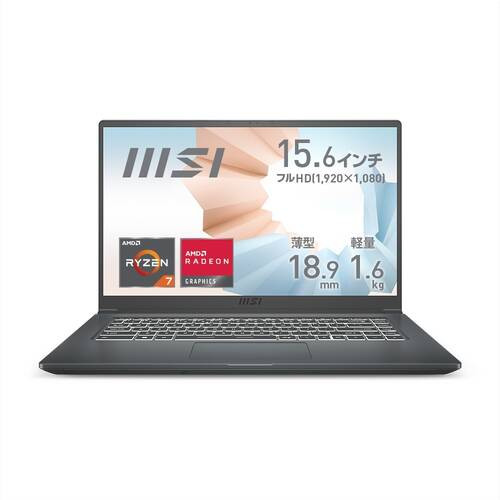 msi
15.6インチ
フルHD(1,920×1,080)
AMD
RYZEN
7
AMD
RADEON
GRAPHICS
薄型
18.9
mm
軽量
1.6
kg
msi